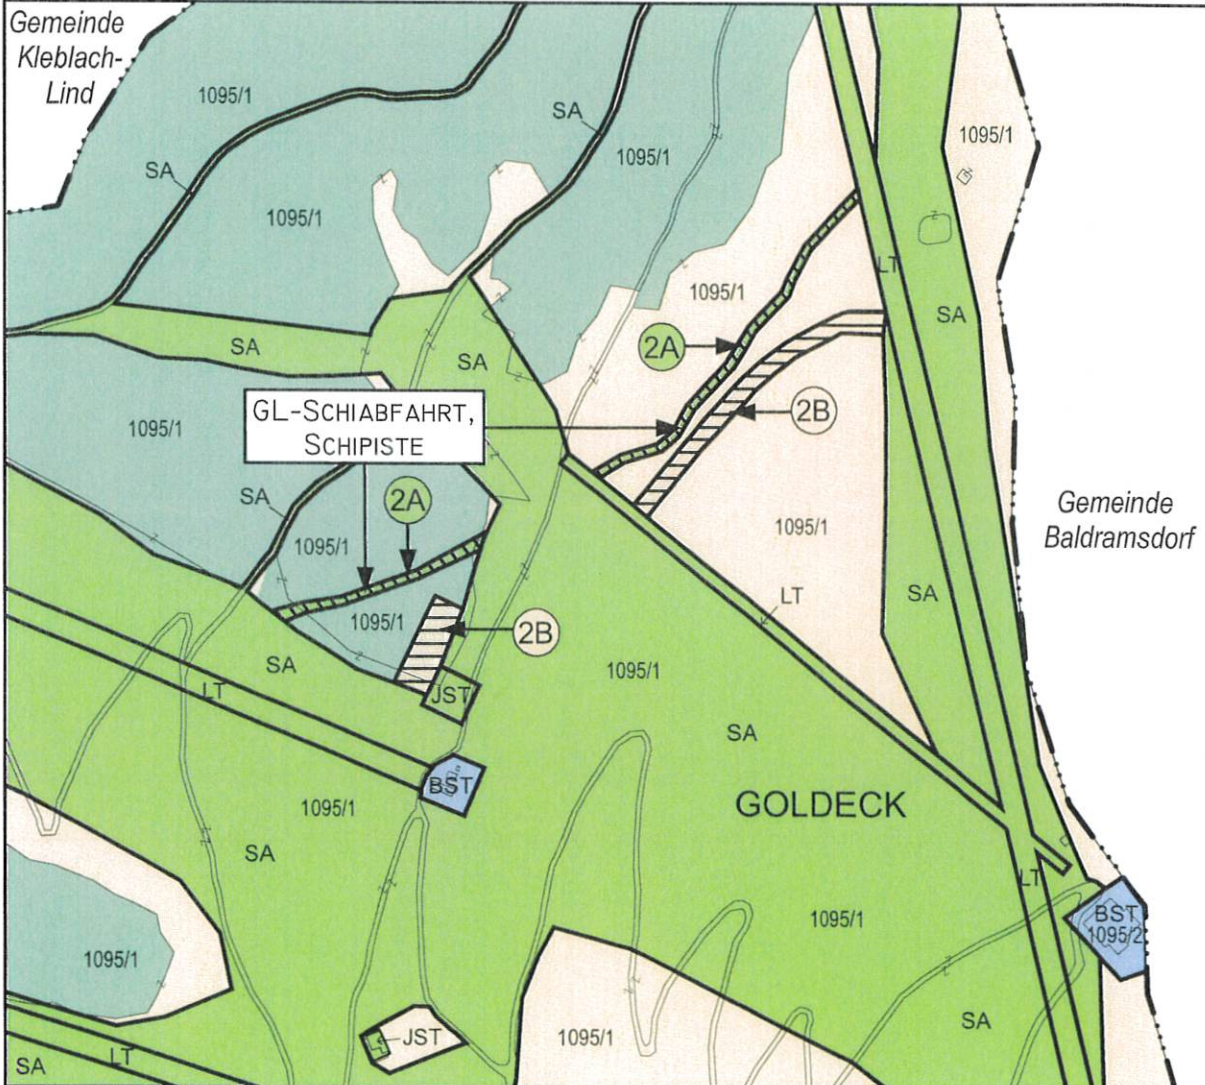 Gemeinde
Kleblach-
Lind
1095/1
SA
1095/1
1095/1
SA
SA
1095/1
LT
1095/1
SA
SA
SA
2A
1095/1
GL-SCHIABFAHRT,
SCHIPISTE
2B
SA
2A
1095/1
1095/1
Gemeinde
Baldramsdorf
1095/1
2B
LT
SA
SA
1095/1
LT
JST
SA
BST
1095/1
GOLDECK
SA
LT
1095/1
BST
1095/2
1095/1
SA
JST
1095/1
LT
SA